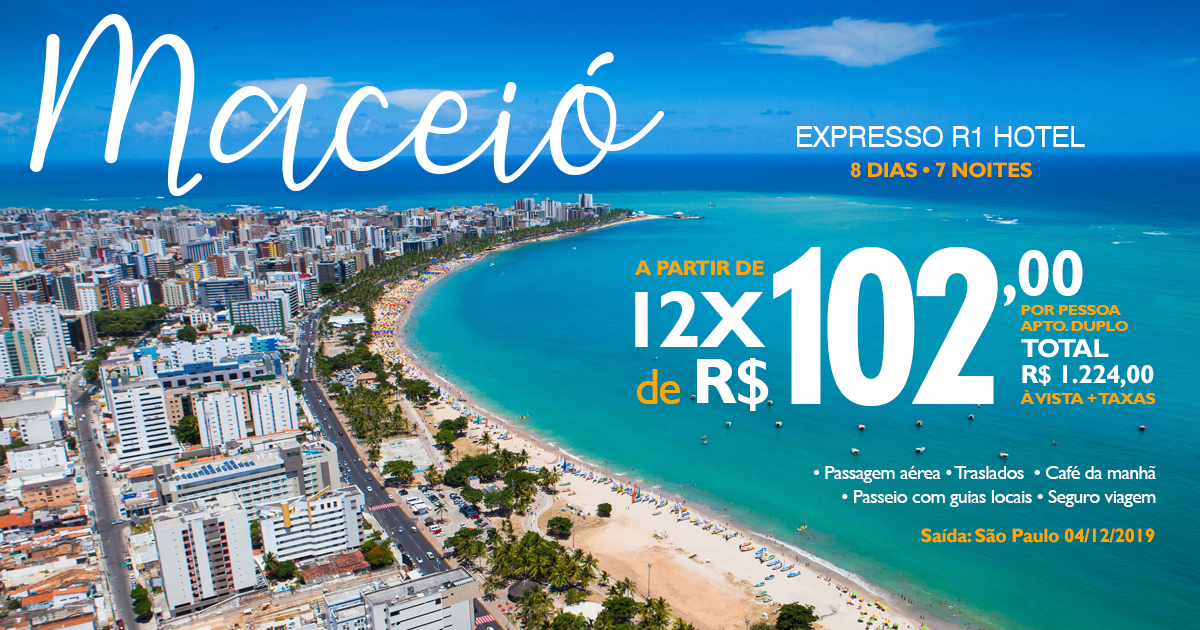 Maceió
EXPRESSO R1 HOTEL
8 DIAS • 7 NOITES
A PARTIR DE
12X
de R$ 102,00
POR PESSOA
APTO. DUPLO
TOTAL
R$ 1.224,00
À VISTA + TAXAS
• Passagem aérea • Traslados • Café da manhã
• Passeio com guias locais • Seguro viagem
Saída: São Paulo 04/12/2019